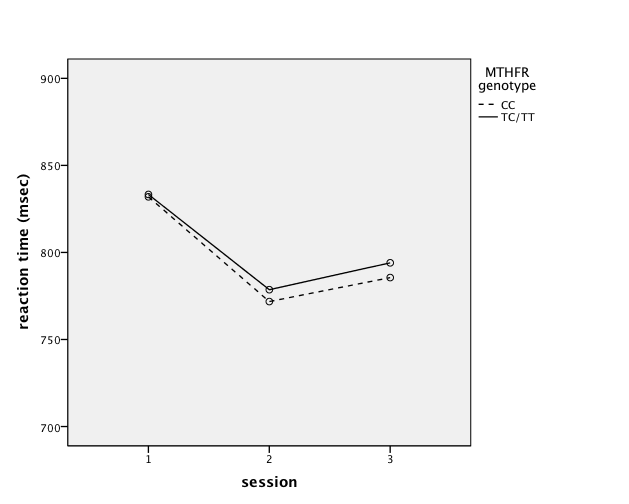 MTHFR
genotype
CC
TC/TT
900
850
800
750
700
reaction time (msec)
1 2 3
session